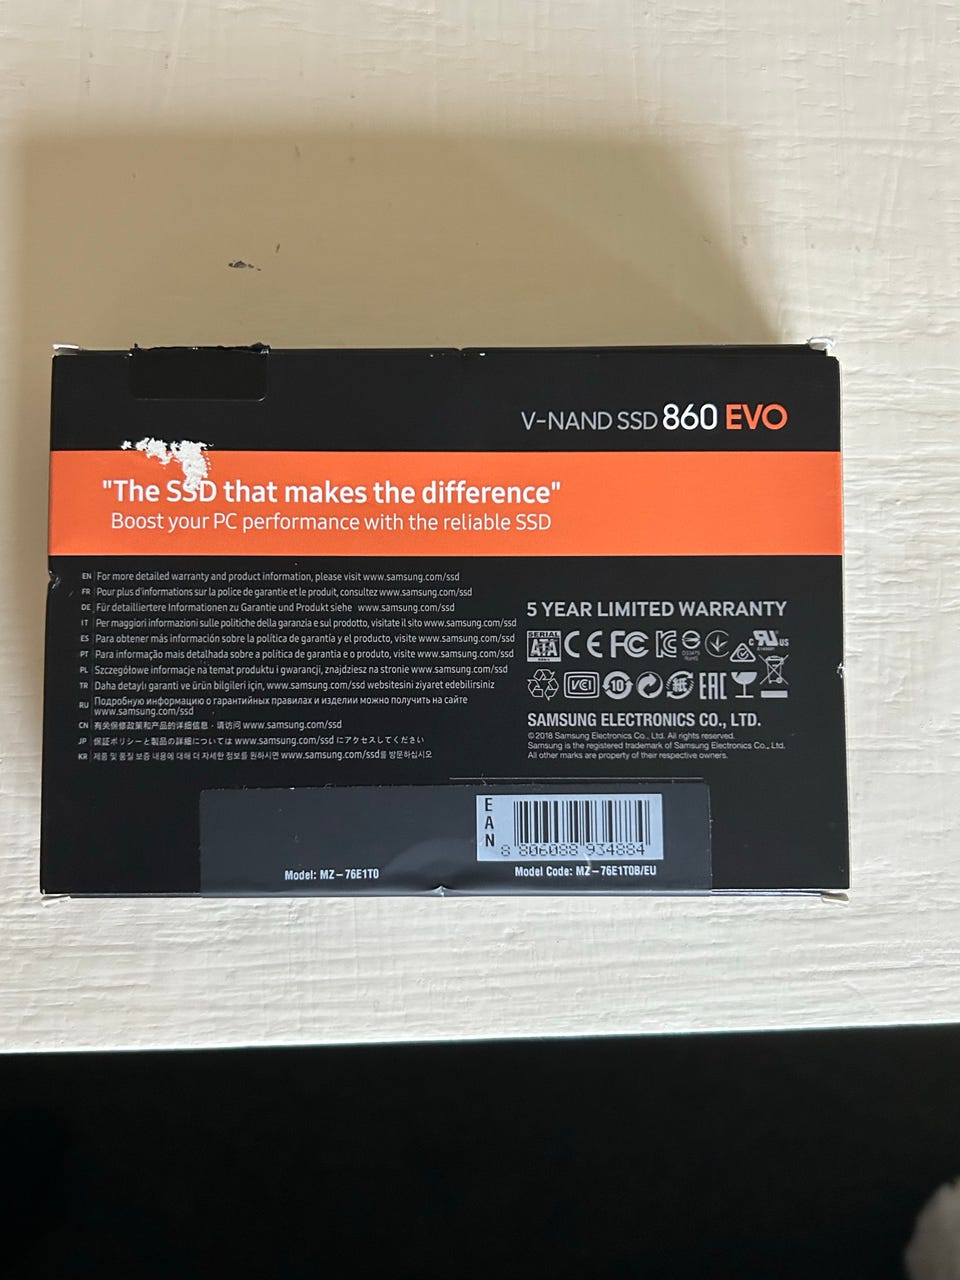 V-NAND SSD 860 EVO
"The SSD that makes the difference"
Boost your PC performance with the reliable SSD
EN For more detailed warranty and product information, please visit www.samsung.com/ssd
FR Pour plus d'informations sur la police de garantie et le produit, consultez www.samsung.com/ssd
DE Für detailliertere Informationen zu Garantie und Produkt siehe www.samsung.com/ssd
IT Per maggiori informazioni sulle politiche della garanzia e sul prodotto, visitate il sito www.samsung.com/ssd
ES Para obtener más información sobre la política de garantía y el producto, visite www.samsung.com/ssd
PT Para informação mais detalhada sobre a política de garantia e o produto, visite www.samsung.com/ssd
PL Szczegółowe informacje na temat produktu i gwarancji, znajdziesz na stronie www.samsung.com/ssd
TR Daha detaylı garanti ve ürün bilgileri için, www.samsung.com/ssd websitesini ziyaret edebilirsiniz
RU Подробную информацию о гарантийных правилах и изделии можно получить на сайте
www.samsung.com/ssd
CN 有关保修政策和产品的详细信息，请访问 www.samsung.com/ssd
JP 保証ポリシーと製品の詳細については www.samsung.com/ssd にアクセスしてください
KR 제품 및 품질 보증 내용에 대해 더 자세한 정보를 원하시면 www.samsung.com/ssd를 방문하십시오
5 YEAR LIMITED WARRANTY
SERIAL
ATA
CE FC
c UL us
VCI 10 紙 EAC
SAMSUNG ELECTRONICS CO., LTD.
©2018 Samsung Electronics Co., Ltd. All rights reserved.
Samsung is the registered trademark of Samsung Electronics Co., Ltd.
All other marks are property of their respective owners.
EAN
8 806088 934884
Model: MZ-76E1T0
Model Code: MZ-76E1T0B/EU